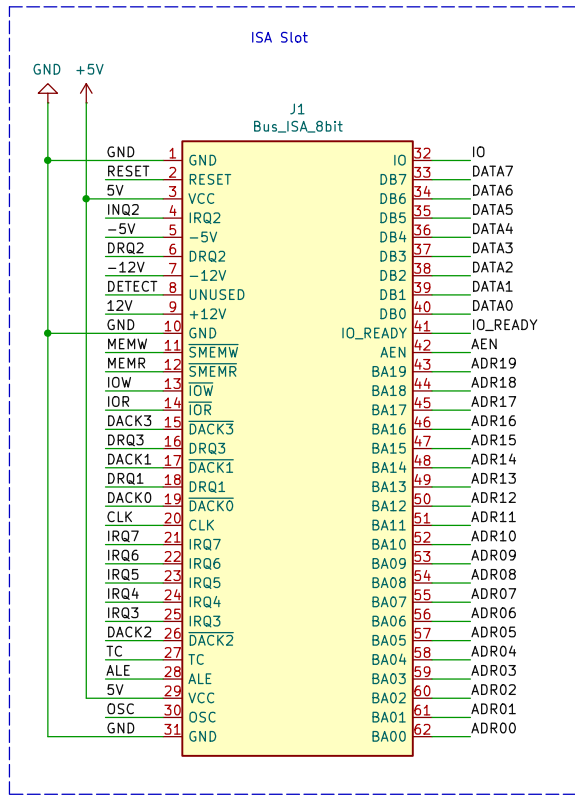 ISA Slot
GND +5V
J1
Bus_ISA_8bit
GND 1 GND IO 32 IO
RESET 2 RESET DB7 33 DATA7
5V 3 VCC DB6 34 DATA6
INQ2 4 IRQ2 DB5 35 DATA5
-5V 5 -5V DB4 36 DATA4
DRQ2 6 DRQ2 DB3 37 DATA3
-12V 7 -12V DB2 38 DATA2
DETECT 8 UNUSED DB1 39 DATA1
12V 9 +12V DB0 40 DATA0
GND 10 GND IO_READY 41 IO_READY
MEMW 11 SMEMW AEN 42 AEN
MEMR 12 SMEMR BA19 43 ADR19
IOW 13 IOW BA18 44 ADR18
IOR 14 IOR BA17 45 ADR17
DACK3 15 DACK3 BA16 46 ADR16
DRQ3 16 DRQ3 BA15 47 ADR15
DACK1 17 DACK1 BA14 48 ADR14
DRQ1 18 DRQ1 BA13 49 ADR13
DACK0 19 DACK0 BA12 50 ADR12
CLK 20 CLK BA11 51 ADR11
IRQ7 21 IRQ7 BA10 52 ADR10
IRQ6 22 IRQ6 BA09 53 ADR09
IRQ5 23 IRQ5 BA08 54 ADR08
IRQ4 24 IRQ4 BA07 55 ADR07
IRQ3 25 IRQ3 BA06 56 ADR06
DACK2 26 DACK2 BA05 57 ADR05
TC 27 TC BA04 58 ADR04
ALE 28 ALE BA03 59 ADR03
5V 29 VCC BA02 60 ADR02
OSC 30 OSC BA01 61 ADR01
GND 31 GND BA00 62 ADR00